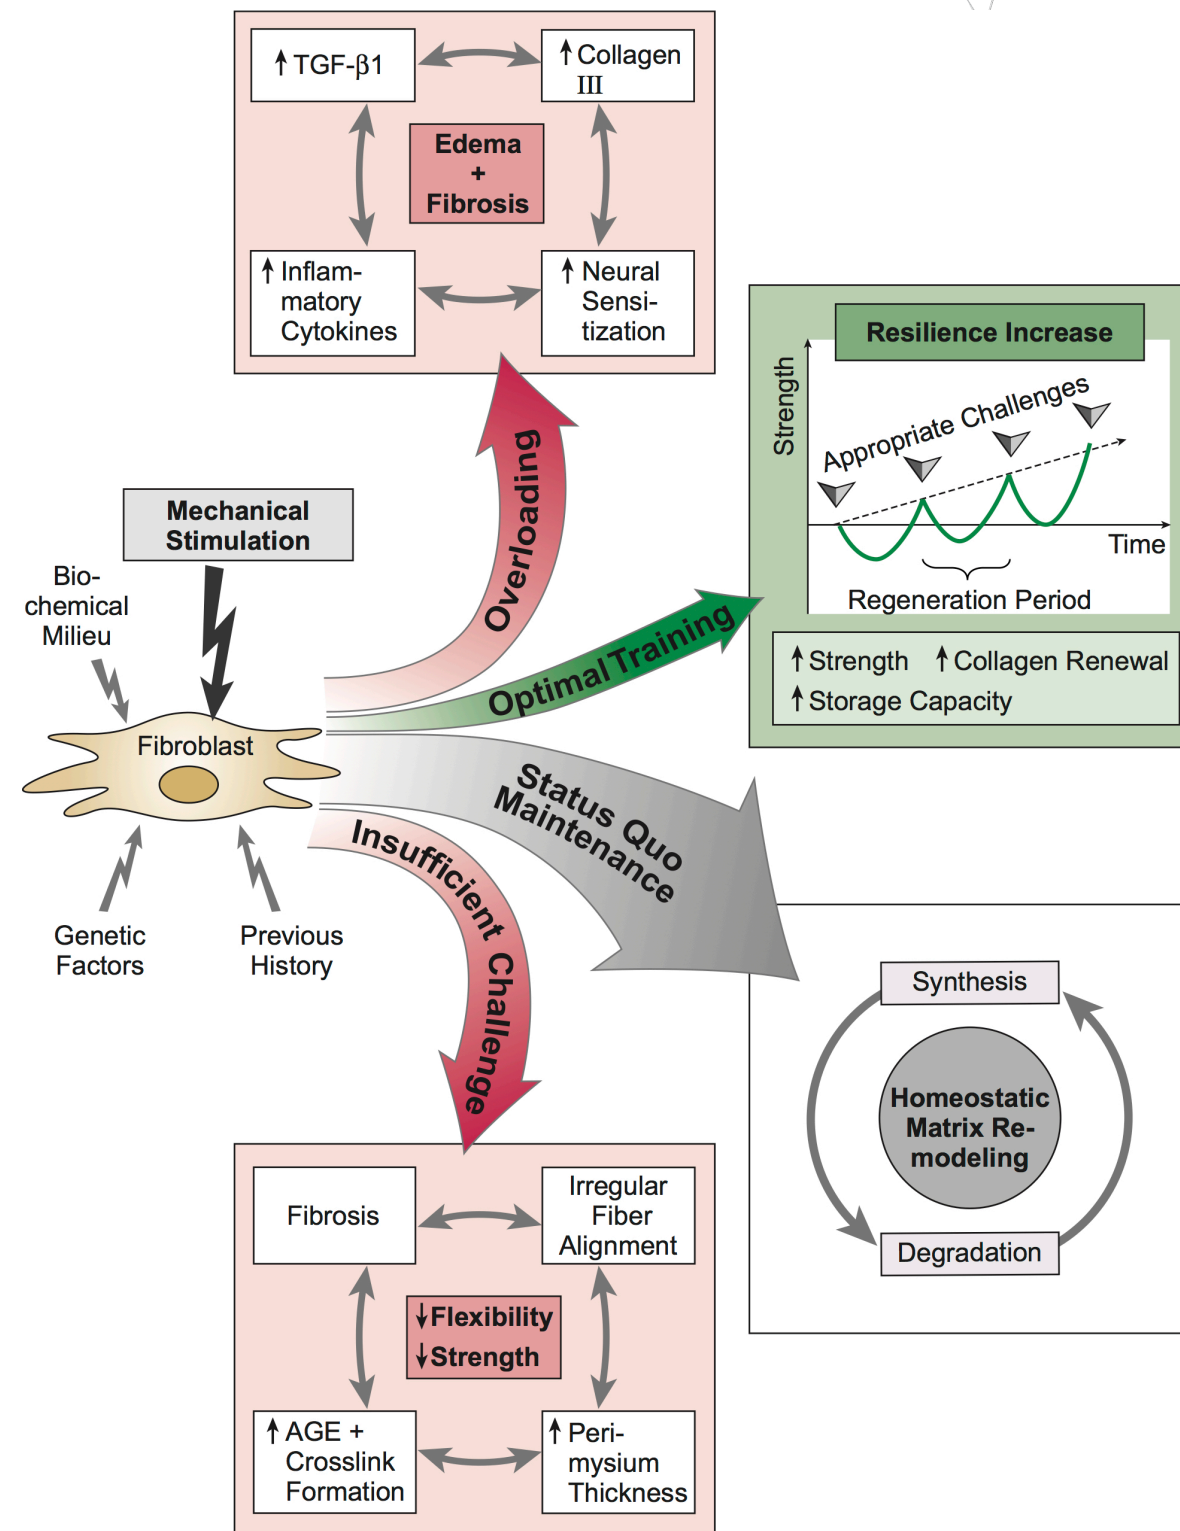 ↑ TGF-β1
↑ Collagen
III
Edema
+
Fibrosis
↑ Inflam-
matory
Cytokines
↑ Neural
Sensi-
tization
Overloading
Resilience Increase
Strength
Appropriate Challenges
Time
Regeneration Period
↑ Strength ↑ Collagen Renewal
↑ Storage Capacity
Mechanical
Stimulation
Bio-
chemical
Milieu
Fibroblast
Genetic
Factors
Previous
History
Optimal Training
Status Quo
Maintenance
Insufficient Challenge
Synthesis
Homeostatic
Matrix Re-
modeling
Degradation
Fibrosis
Irregular
Fiber
Alignment
↓Flexibility
↓Strength
↑ AGE +
Crosslink
Formation
↑ Peri-
mysium
Thickness